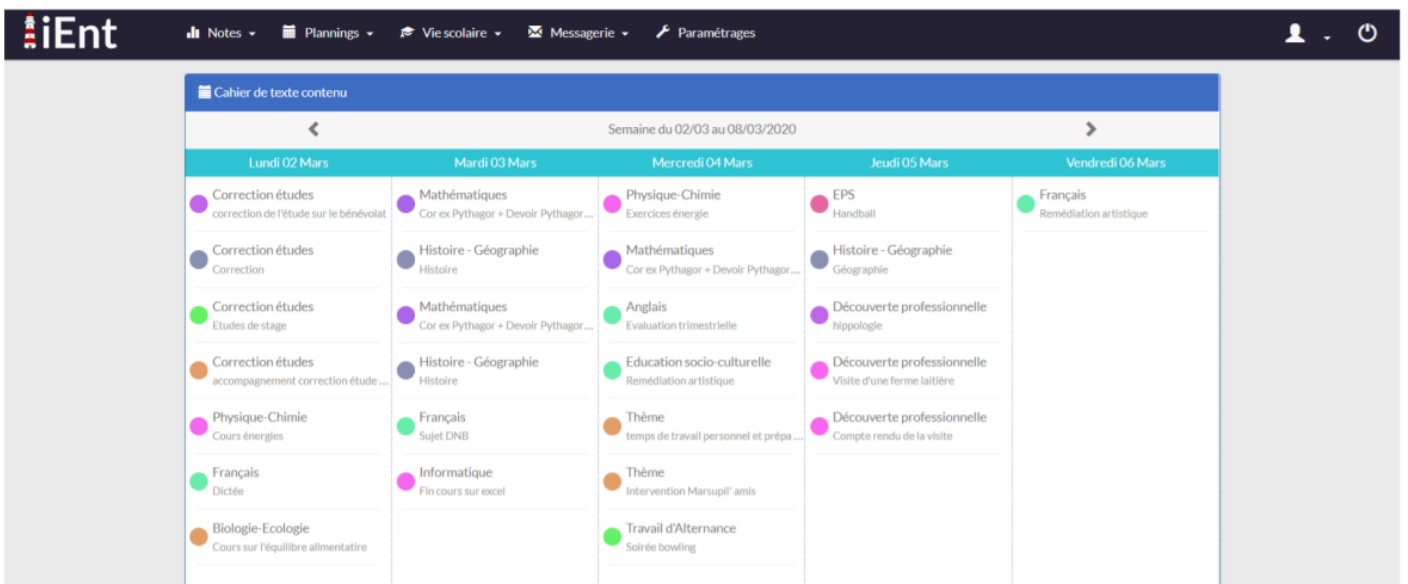 iEnt
Notes
Plannings
Vie scolaire
Messagerie
Paramétrages
Cahier de texte contenu
Semaine du 02/03 au 08/03/2020
Lundi 02 Mars
Mardi 03 Mars
Mercredi 04 Mars
Jeudi 05 Mars
Vendredi 06 Mars
Correction études
correction de l'étude sur le bénévolat
Correction études
Correction
Correction études
Etudes de stage
Correction études
accompagnement correction étude ...
Physique-Chimie
Cours énergies
Français
Dictée
Biologie-Ecologie
Cours sur l'équilibre alimentatire
Mathématiques
Cor ex Pythagor + Devoir Pythagor...
Histoire - Géographie
Histoire
Mathématiques
Cor ex Pythagor + Devoir Pythagor...
Histoire - Géographie
Histoire
Français
Sujet DNB
Informatique
Fin cours sur excel
Physique-Chimie
Exercices énergie
Mathématiques
Cor ex Pythagor + Devoir Pythagor...
Anglais
Evaluation trimestrielle
Education socio-culturelle
Remédiation artistique
Thème
temps de travail personnel et prépa ...
Thème
Intervention Marsupil' amis
Travail d'Alternance
Soirée bowling
EPS
Handball
Histoire - Géographie
Géographie
Découverte professionnelle
hippologie
Découverte professionnelle
Visite d'une ferme laitière
Découverte professionnelle
Compte rendu de la visite
Français
Remédiation artistique